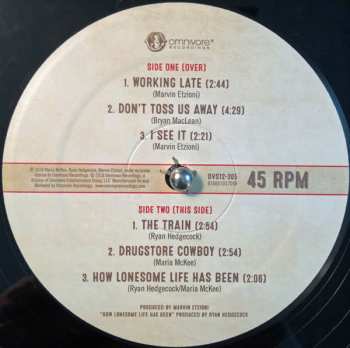 omnivore
RECORDINGS
SIDE ONE (OVER)
1. WORKING LATE (2:44)
(Marvin Etzioni)
2. DON'T TOSS US AWAY (4:29)
(Bryan MacLean)
3. I SEE IT (2:21)
(Marvin Etzioni)
OVS12-305
45 RPM
SIDE TWO (THIS SIDE)
1. THE TRAIN (2:54)
(Ryan Hedgecock)
2. DRUGSTORE COWBOY (2:54)
(Maria McKee)
3. HOW LONESOME LIFE HAS BEEN (2:06)
(Ryan Hedgecock/Maria McKee)
PRODUCED BY MARVIN ETZIONI
"HOW LONESOME LIFE HAS BEEN" PRODUCED BY RYAN HEDGECOCK